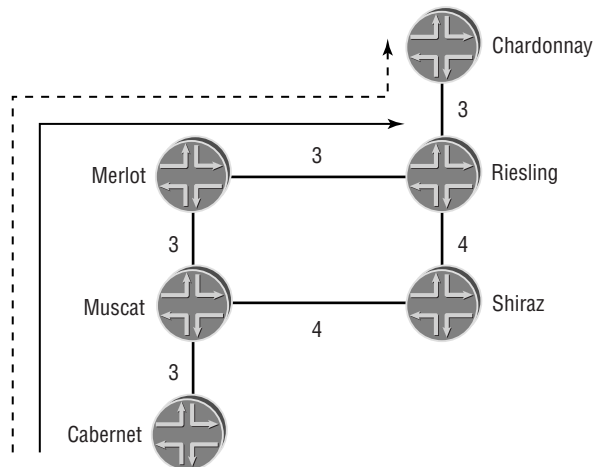 Chardonnay
3
Merlot
3
Riesling
3
4
Muscat
4
Shiraz
3
Cabernet